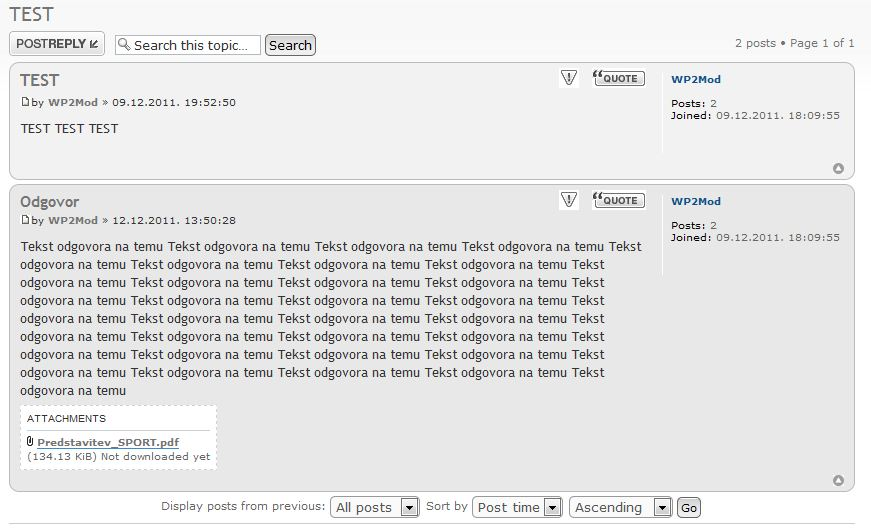 TEST
POSTREPLY Search this topic... Search 2 posts • Page 1 of 1
TEST QUOTE WP2Mod
by WP2Mod » 09.12.2011. 19:52:50
Posts: 2
Joined: 09.12.2011. 18:09:55
TEST TEST TEST
Odgovor QUOTE WP2Mod
by WP2Mod » 12.12.2011. 13:50:28
Posts: 2
Joined: 09.12.2011. 18:09:55
Tekst odgovora na temu Tekst odgovora na temu Tekst odgovora na temu Tekst odgovora na temu Tekst
odgovora na temu Tekst odgovora na temu Tekst odgovora na temu Tekst odgovora na temu Tekst
odgovora na temu Tekst odgovora na temu Tekst odgovora na temu Tekst odgovora na temu Tekst
odgovora na temu Tekst odgovora na temu Tekst odgovora na temu Tekst odgovora na temu Tekst
odgovora na temu Tekst odgovora na temu Tekst odgovora na temu Tekst odgovora na temu Tekst
odgovora na temu Tekst odgovora na temu Tekst odgovora na temu Tekst odgovora na temu Tekst
odgovora na temu Tekst odgovora na temu Tekst odgovora na temu Tekst odgovora na temu Tekst
odgovora na temu Tekst odgovora na temu Tekst odgovora na temu Tekst odgovora na temu Tekst
odgovora na temu
ATTACHMENTS
Predstavitev_SPORT.pdf
(134.13 KiB) Not downloaded yet
Display posts from previous: All posts Sort by Post time Ascending Go